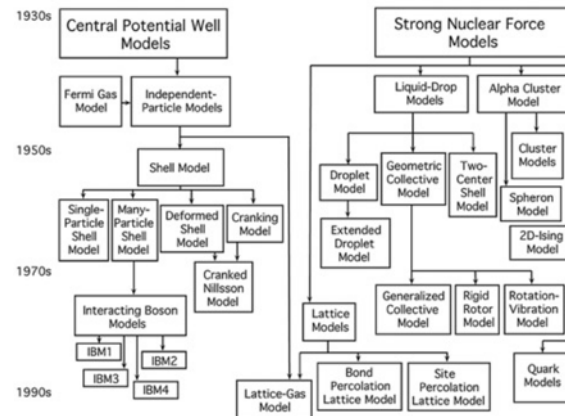 1930s
Central Potential Well
Models
Strong Nuclear Force
Models
Fermi Gas
Model
Independent-
Particle Models
Liquid-Drop
Models
Alpha Cluster
Model
1950s
Shell Model
Cluster
Models
Droplet
Model
Geometric
Collective
Model
Two-
Center
Shell
Model
Single-
Particle
Shell
Model
Many-
Particle
Shell
Model
Deformed
Shell
Model
Cranking
Model
Spheron
Model
Extended
Droplet
Model
2D-Ising
Model
1970s
Cranked
Nillsson
Model
Interacting Boson
Models
Generalized
Collective
Model
Rigid
Rotor
Model
Rotation-
Vibration
Model
Lattice
Models
IBM1
IBM2
IBM3
IBM4
1990s
Lattice-Gas
Model
Bond
Percolation
Lattice Model
Site
Percolation
Lattice Model
Quark
Models